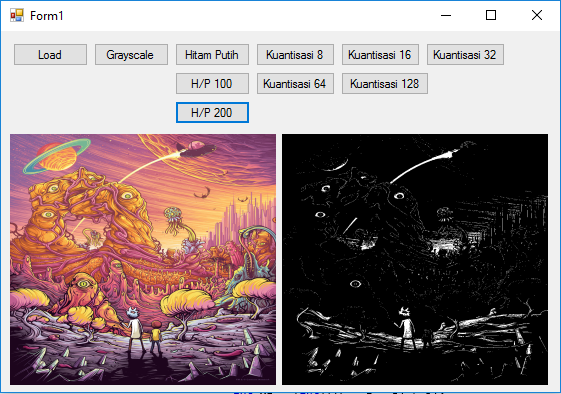 Form1
Load Grayscale Hitam Putih Kuantisasi 8 Kuantisasi 16 Kuantisasi 32
H/P 100 Kuantisasi 64 Kuantisasi 128
H/P 200